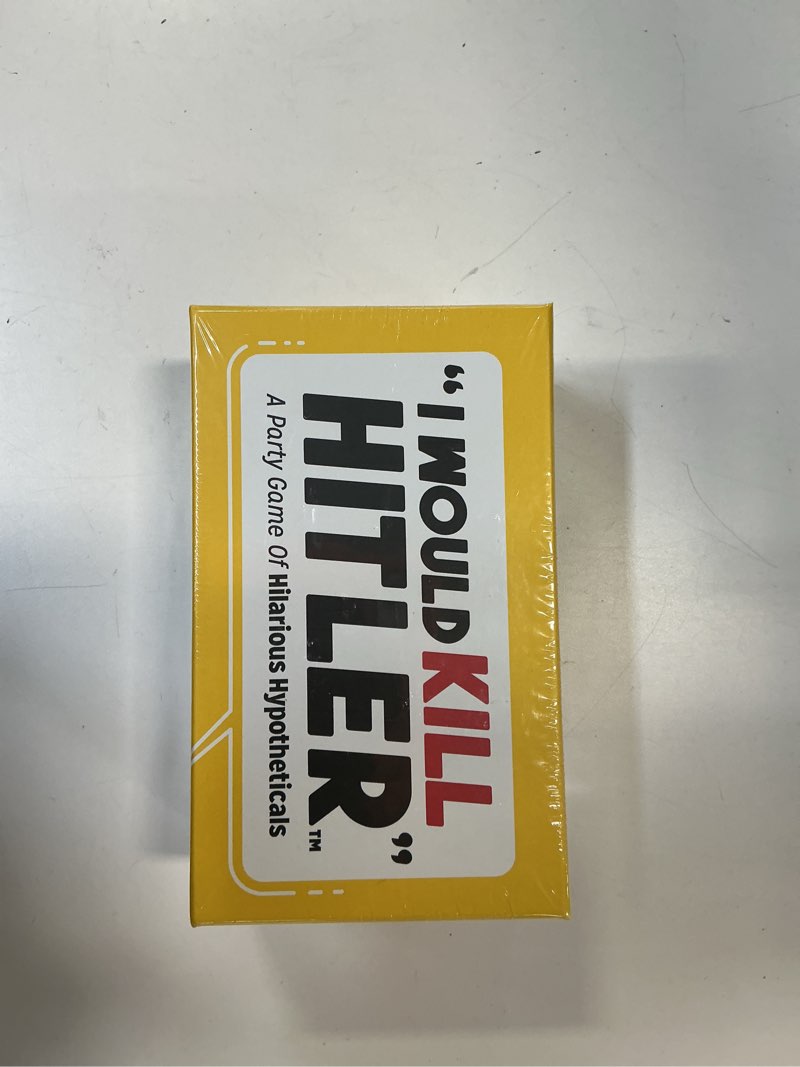 “I WOULD KILL
HITLER”™
A Party Game Of Hilarious Hypotheticals